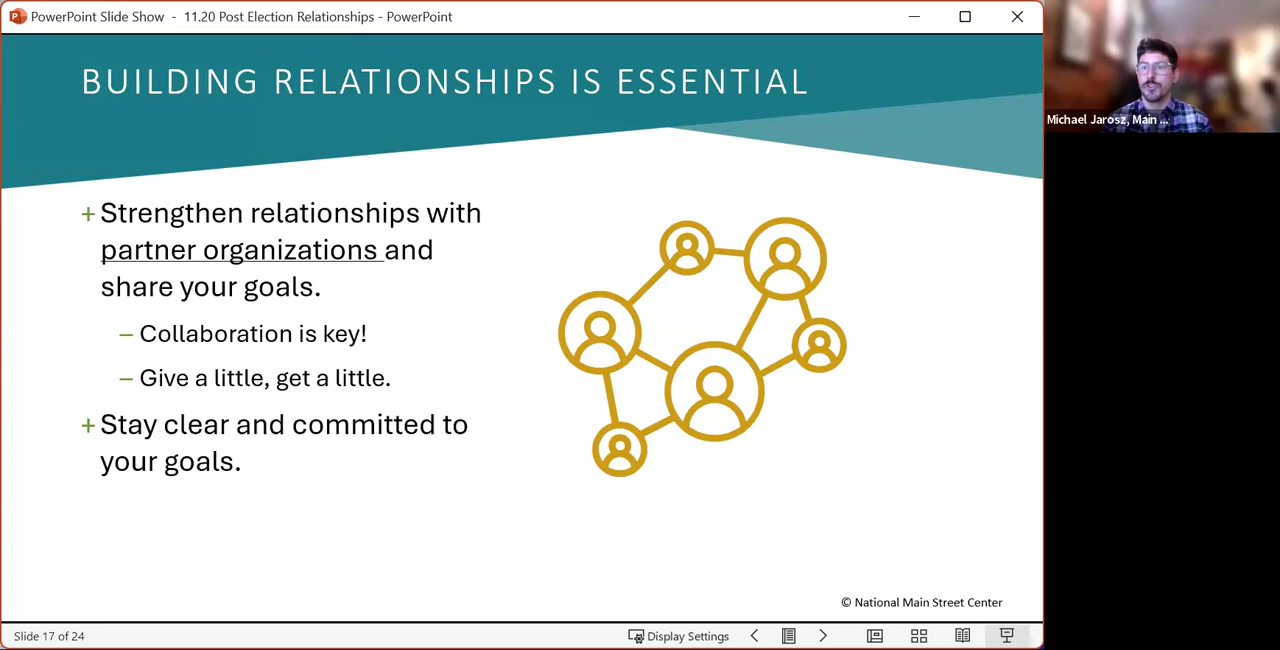 PowerPoint Slide Show - 11.20 Post Election Relationships - PowerPoint
BUILDING RELATIONSHIPS IS ESSENTIAL
+ Strengthen relationships with
partner organizations and
share your goals.
– Collaboration is key!
– Give a little, get a little.
+ Stay clear and committed to
your goals.
© National Main Street Center
Slide 17 of 24
Display Settings
Michael Jarosz, Main ...